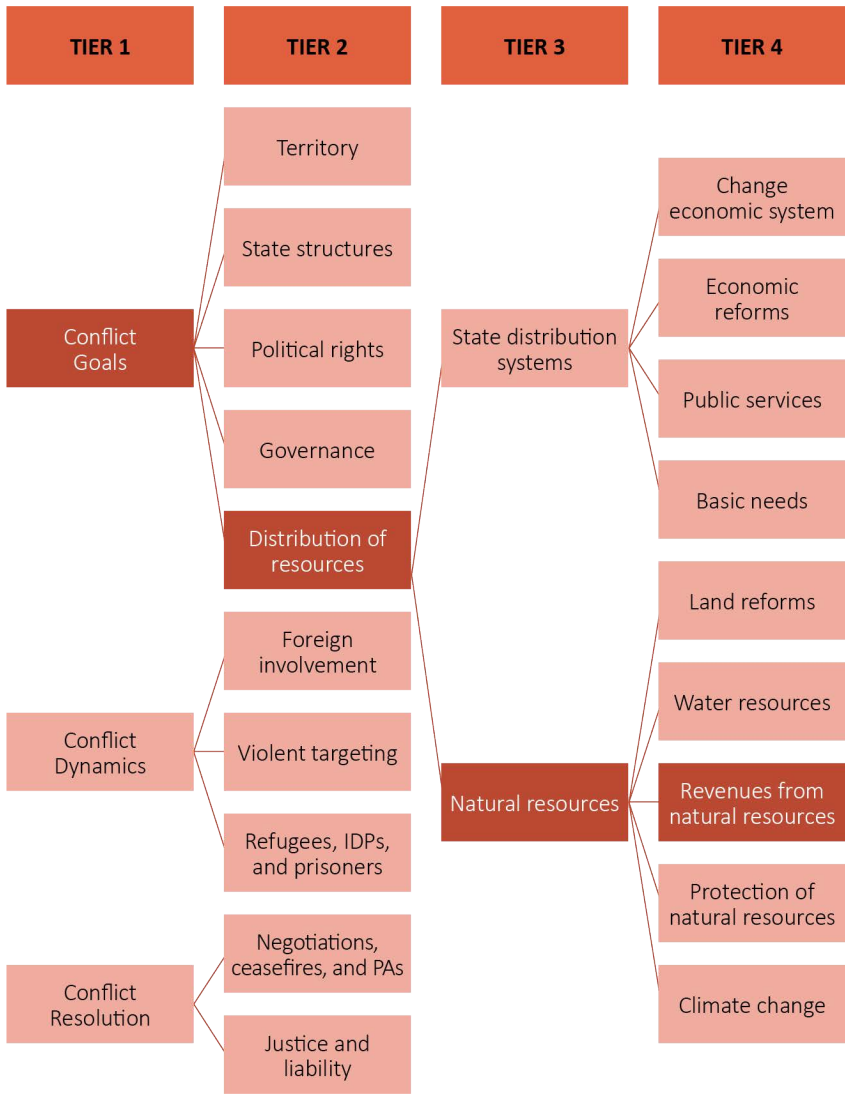 TIER 1
TIER 2
TIER 3
TIER 4
Conflict
Goals
Territory
State structures
Political rights
Governance
Distribution of
resources
Conflict
Dynamics
Foreign
involvement
Violent targeting
Refugees, IDPs,
and prisoners
Conflict
Resolution
Negotiations,
ceasefires, and PAs
Justice and
liability
State distribution
systems
Natural resources
Change
economic system
Economic
reforms
Public services
Basic needs
Land reforms
Water resources
Revenues from
natural resources
Protection of
natural resources
Climate change